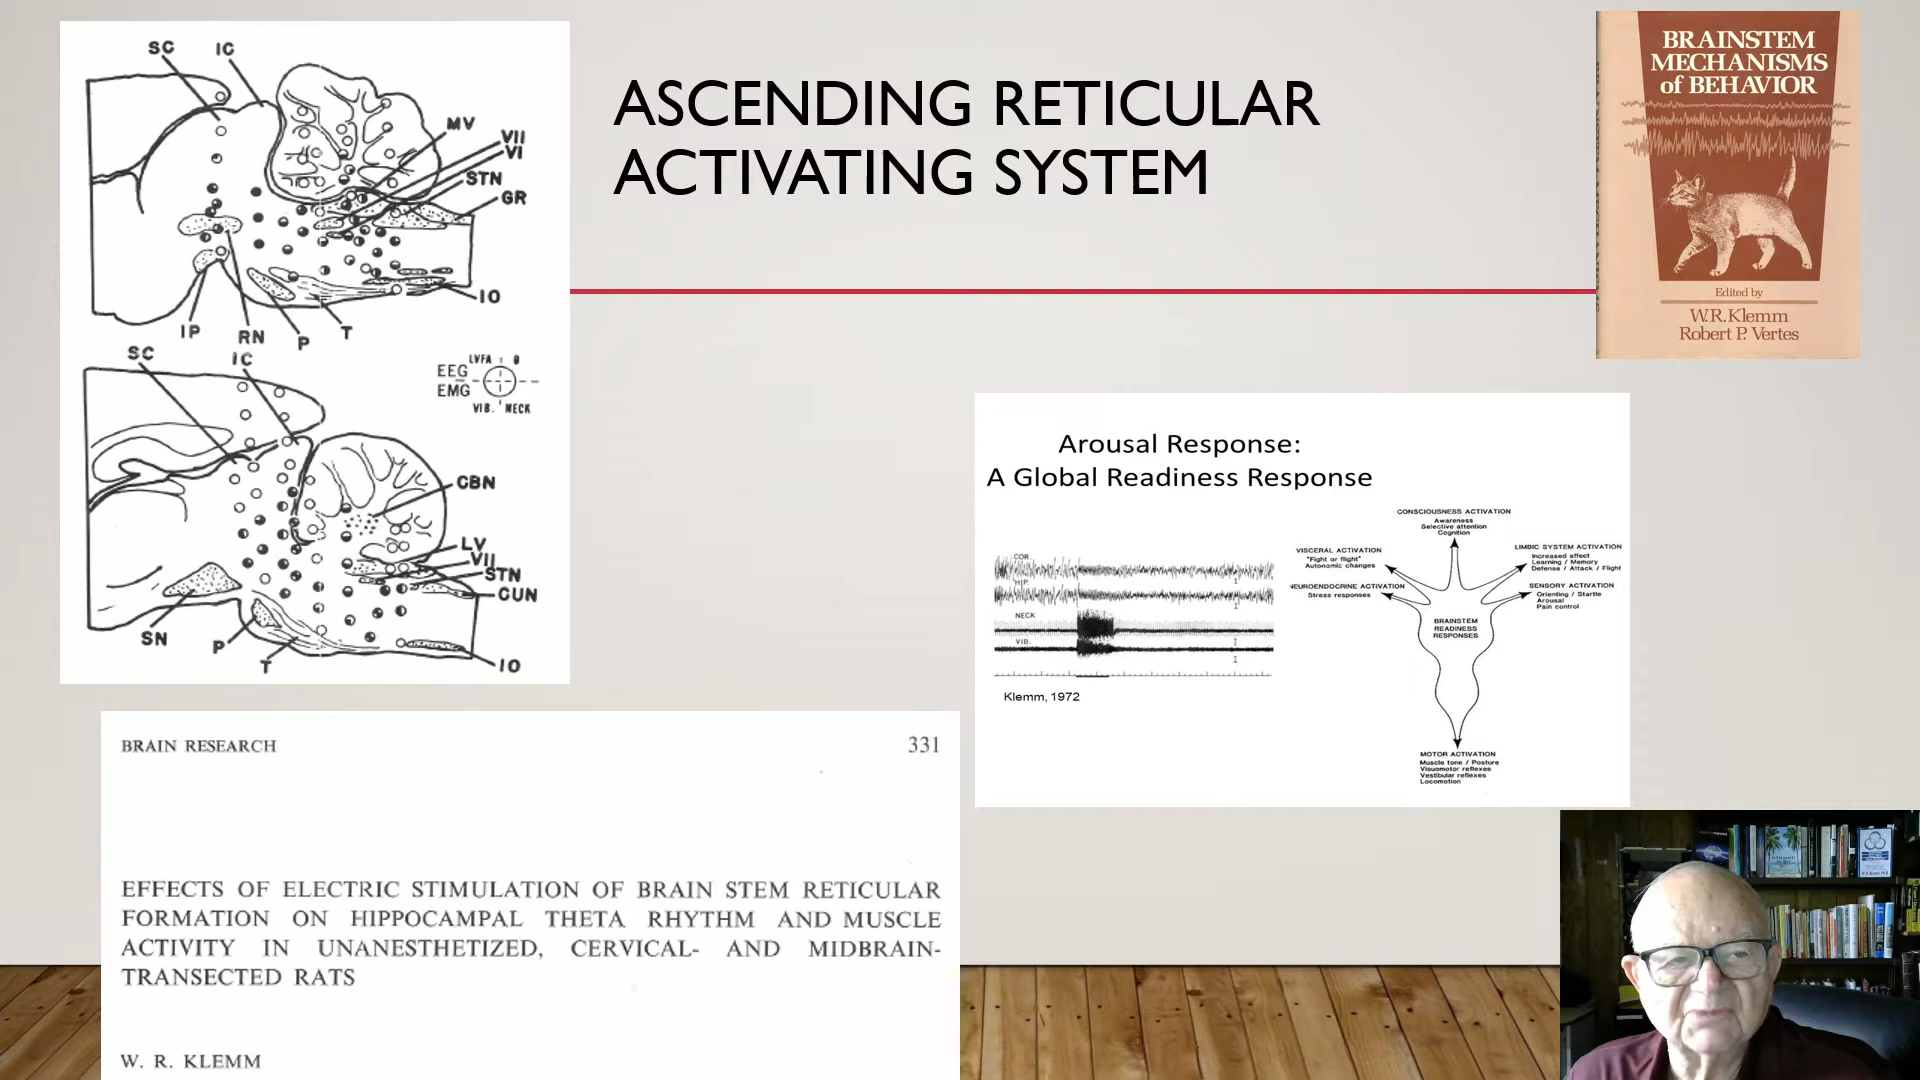 SC IC
MV
VII
VI
STN
GR
IO
IP RN P T
SC IC
LVFA θ
EEG
EMG
VIB. NECK
CBN
LV
VII
STN
CUN
SN P T IO
ASCENDING RETICULAR
ACTIVATING SYSTEM
BRAINSTEM
MECHANISMS
of BEHAVIOR
Edited by
W.R. Klemm
Robert P. Vertes
Arousal Response:
A Global Readiness Response
COR.
HIP.
NECK
VIB.
Klemm, 1972
CONSCIOUSNESS ACTIVATION
Awareness
Selective attention
Cognition
VISCERAL ACTIVATION
"Fight or flight"
Autonomic changes
LIMBIC SYSTEM ACTIVATION
Increased affect
Learning / Memory
Defense / Attack / Flight
NEUROENDOCRINE ACTIVATION
Stress responses
SENSORY ACTIVATION
Orienting / Startle
Arousal
Pain control
BRAINSTEM
READINESS
RESPONSES
MOTOR ACTIVATION
Muscle tone / Posture
Visuomotor reflexes
Vestibular reflexes
Locomotion
BRAIN RESEARCH 331
EFFECTS OF ELECTRIC STIMULATION OF BRAIN STEM RETICULAR
FORMATION ON HIPPOCAMPAL THETA RHYTHM AND MUSCLE
ACTIVITY IN UNANESTHETIZED, CERVICAL- AND MIDBRAIN-
TRANSECTED RATS
W. R. KLEMM